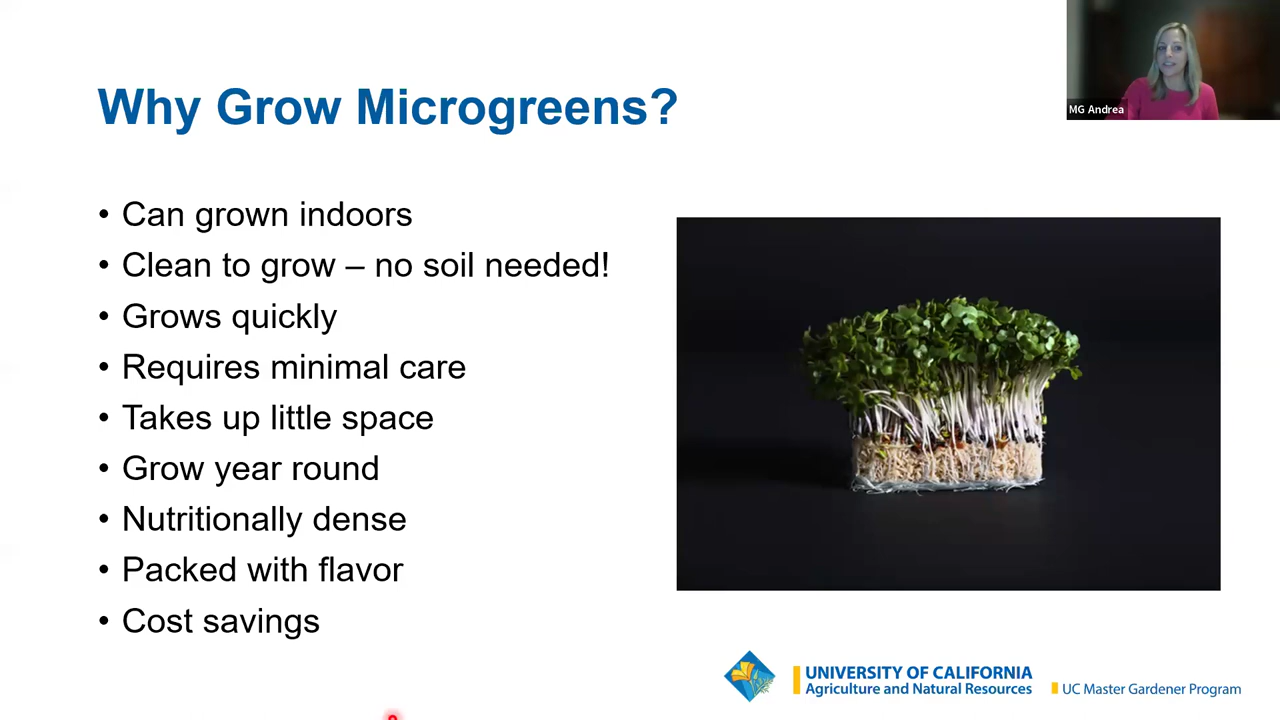 MG Andrea
Why Grow Microgreens?
• Can grown indoors
• Clean to grow – no soil needed!
• Grows quickly
• Requires minimal care
• Takes up little space
• Grow year round
• Nutritionally dense
• Packed with flavor
• Cost savings
UNIVERSITY OF CALIFORNIA
Agriculture and Natural Resources
UC Master Gardener Program